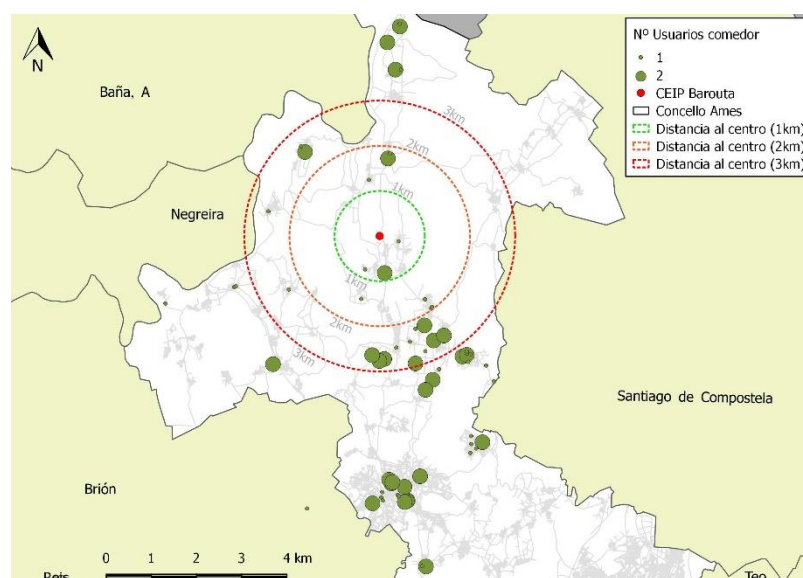 N
Nº Usuarios comedor
1
2
CEIP Barouta
Concello Ames
Distancia al centro (1km)
Distancia al centro (2km)
Distancia al centro (3km)
Baña, A
3km
2km
1km
Negreira
1km
2km
3km
Santiago de Compostela
Brión
0 1 2 3 4 km
Teo